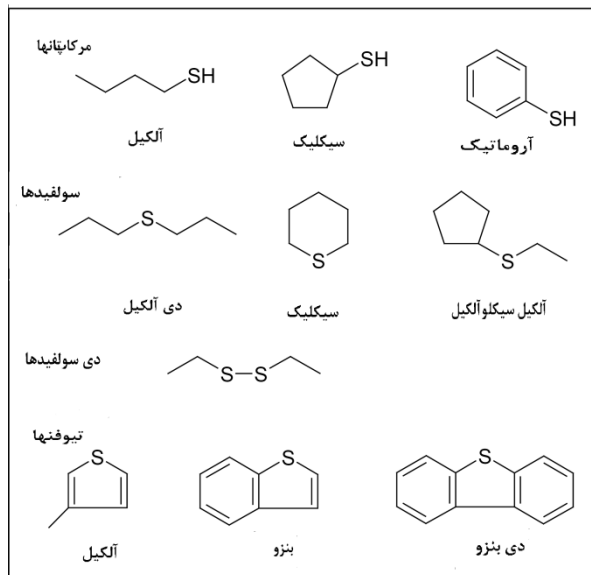 مرکاپتانها
SH
SH
SH
آلکیل
سیکلیک
آروماتیک
سولفیدها
S
S
S
دی آلکیل
سیکلیک
آلکیل سیکلوآلکیل
دی سولفیدها
S–S
تیوفنها
S
S
S
آلکیل
بنزو
دی بنزو